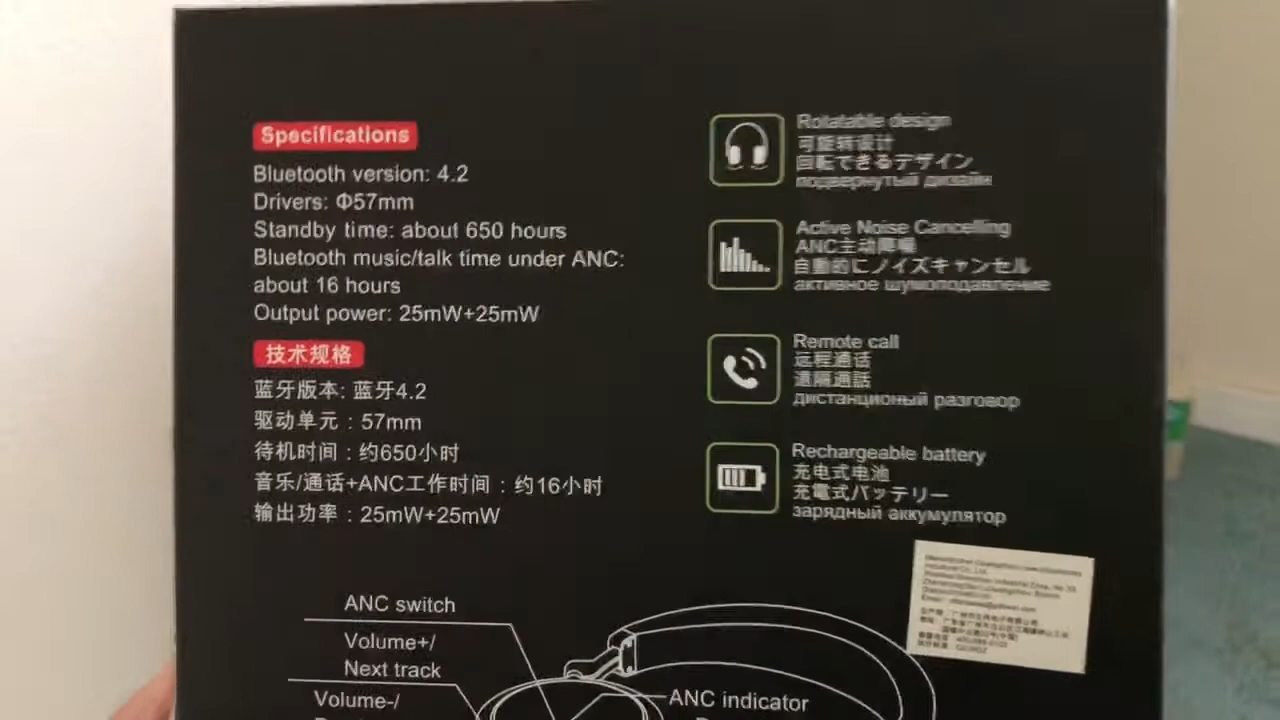 Specifications
Bluetooth version: 4.2
Drivers: Φ57mm
Standby time: about 650 hours
Bluetooth music/talk time under ANC:
about 16 hours
Output power: 25mW+25mW
技术规格
蓝牙版本: 蓝牙4.2
驱动单元：57mm
待机时间：约650小时
音乐/通话+ANC工作时间：约16小时
输出功率：25mW+25mW
Rotatable design
可旋转设计
回転できるデザイン
подвернутый дизайн
Active Noise Cancelling
ANC主动降噪
自動的にノイズキャンセル
активное шумоподавление
Remote call
远程通话
遠隔通話
дистанционый разговор
Rechargeable battery
充电式电池
充電式バッテリー
зарядный аккумулятор
ANC switch
Volume+/
Next track
Volume-/
ANC indicator